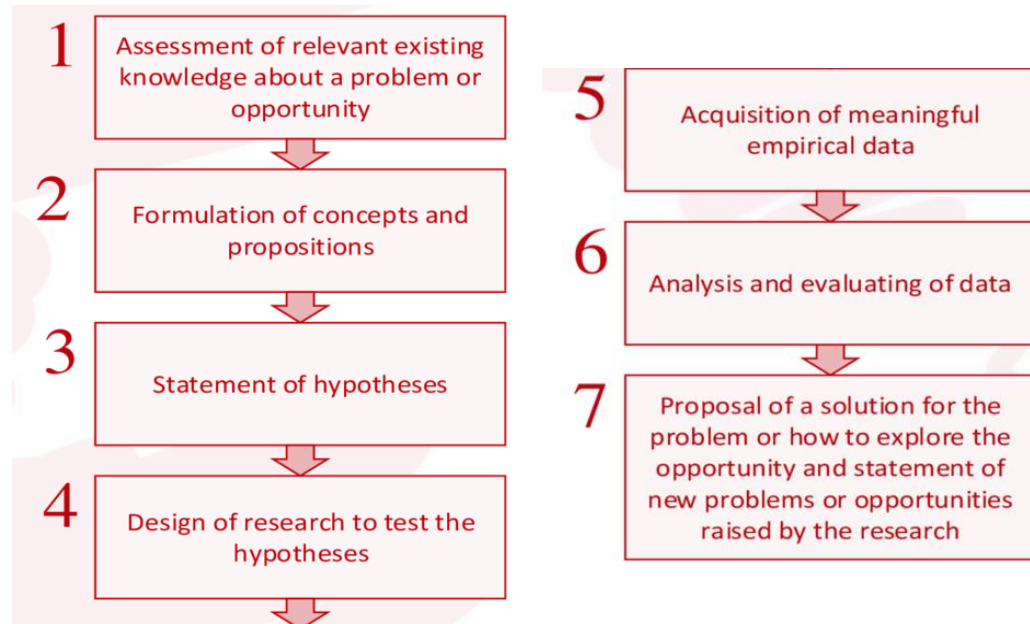 1
Assessment of relevant existing
knowledge about a problem or
opportunity
2
Formulation of concepts and
propositions
3
Statement of hypotheses
4
Design of research to test the
hypotheses
5
Acquisition of meaningful
empirical data
6
Analysis and evaluating of data
7
Proposal of a solution for the
problem or how to explore the
opportunity and statement of
new problems or opportunities
raised by the research